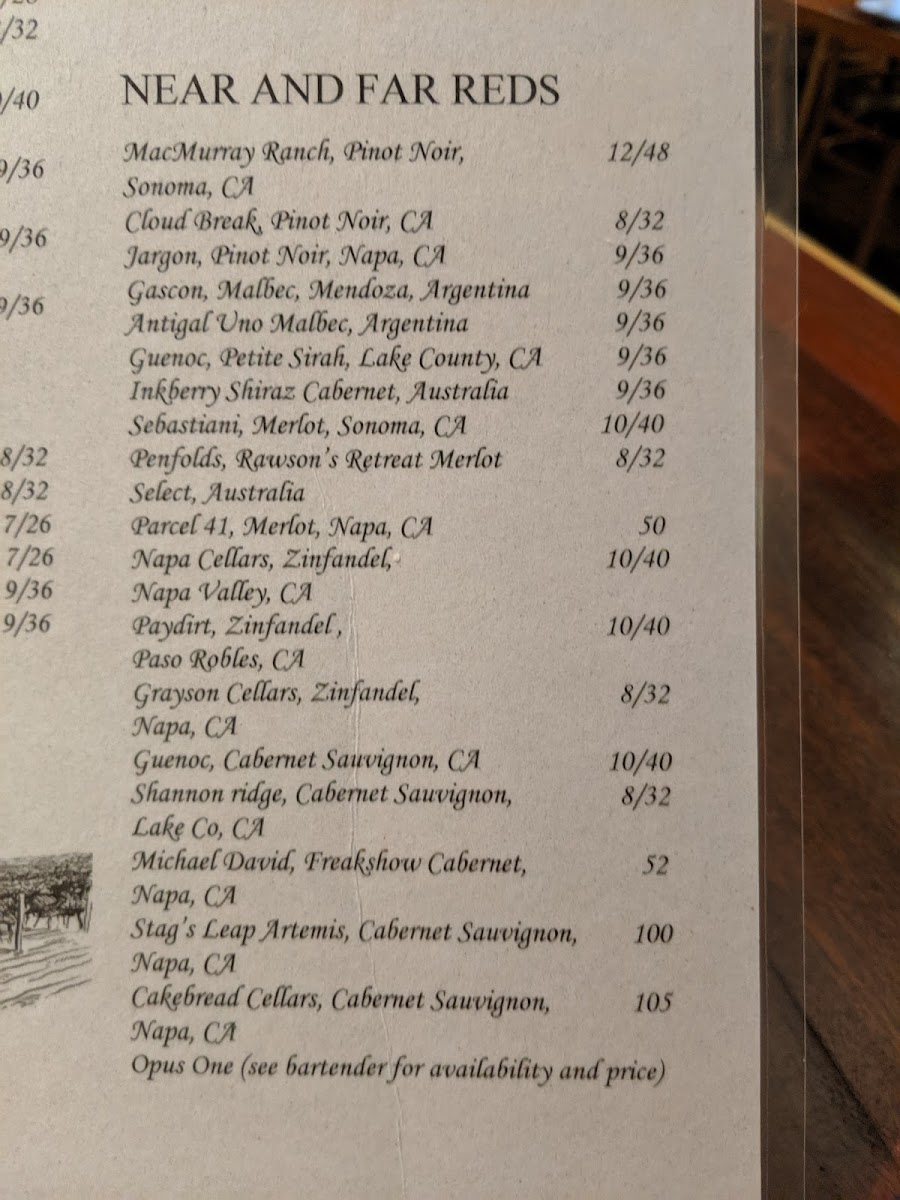 /32
/40
9/36
9/36
9/36
8/32
8/32
7/26
7/26
9/36
9/36
NEAR AND FAR REDS
MacMurray Ranch, Pinot Noir, 12/48
Sonoma, CA
Cloud Break, Pinot Noir, CA 8/32
Jargon, Pinot Noir, Napa, CA 9/36
Gascon, Malbec, Mendoza, Argentina 9/36
Antigal Uno Malbec, Argentina 9/36
Guenoc, Petite Sirah, Lake County, CA 9/36
Inkberry Shiraz Cabernet, Australia 9/36
Sebastiani, Merlot, Sonoma, CA 10/40
Penfolds, Rawson's Retreat Merlot 8/32
Select, Australia
Parcel 41, Merlot, Napa, CA 50
Napa Cellars, Zinfandel, 10/40
Napa Valley, CA
Paydirt, Zinfandel, 10/40
Paso Robles, CA
Grayson Cellars, Zinfandel, 8/32
Napa, CA
Guenoc, Cabernet Sauvignon, CA 10/40
Shannon ridge, Cabernet Sauvignon, 8/32
Lake Co, CA
Michael David, Freakshow Cabernet, 52
Napa, CA
Stag's Leap Artemis, Cabernet Sauvignon, 100
Napa, CA
Cakebread Cellars, Cabernet Sauvignon, 105
Napa, CA
Opus One (see bartender for availability and price)